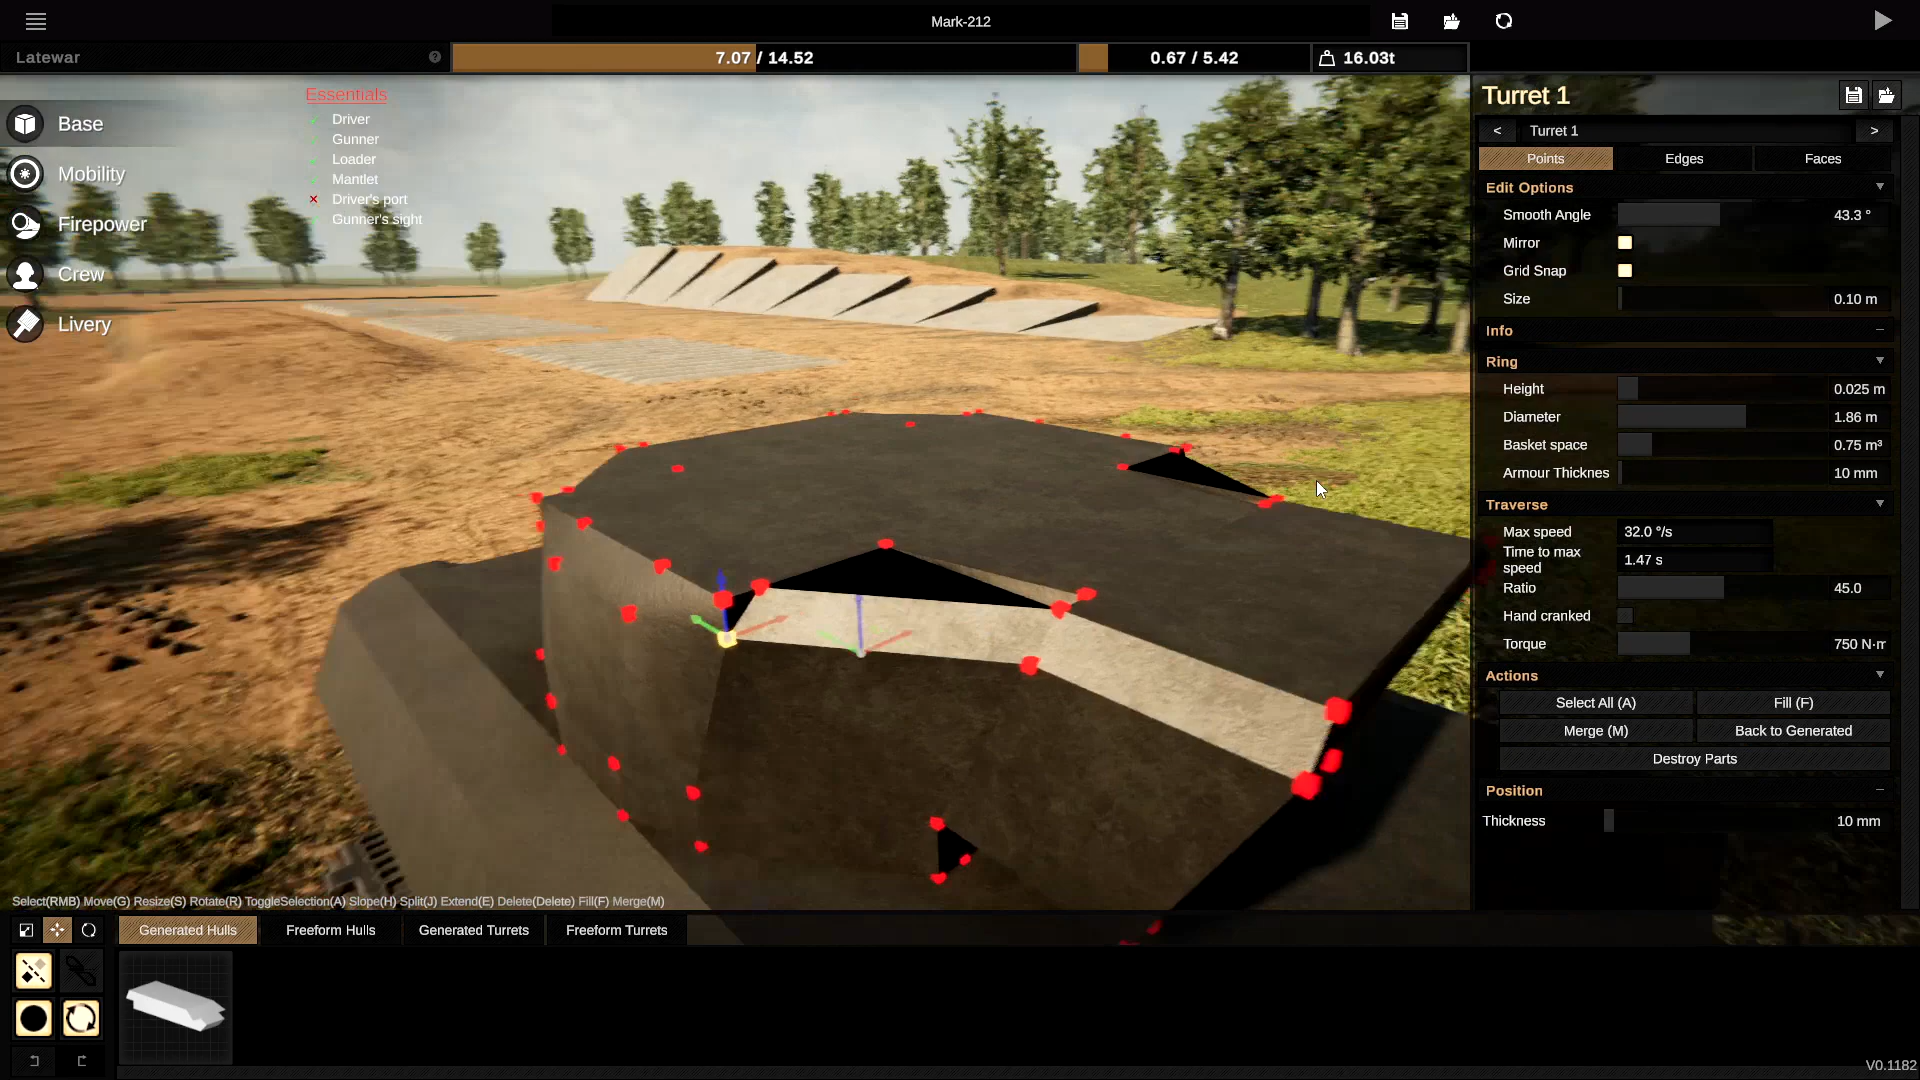 Mark-212
Latewar
7.07 / 14.52
0.67 / 5.42
16.03t
Essentials
Driver
Gunner
Loader
Mantlet
Driver's port
Gunner's sight
Base
Mobility
Firepower
Crew
Livery
Turret 1
< Turret 1 >
Points Edges Faces
Edit Options
Smooth Angle 43.3 °
Mirror
Grid Snap
Size 0.10 m
Info
Ring
Height 0.025 m
Diameter 1.86 m
Basket space 0.75 m³
Armour Thicknes 10 mm
Traverse
Max speed 32.0 °/s
Time to max speed 1.47 s
Ratio 45.0
Hand cranked
Torque 750 N·m
Actions
Select All (A) Fill (F)
Merge (M) Back to Generated
Destroy Parts
Position
Thickness 10 mm
Select(RMB) Move(G) Resize(S) Rotate(R) ToggleSelection(A) Slope(H) Split(J) Extend(E) Delete(Delete) Fill(F) Merge(M)
Generated Hulls Freeform Hulls Generated Turrets Freeform Turrets
V0.1182